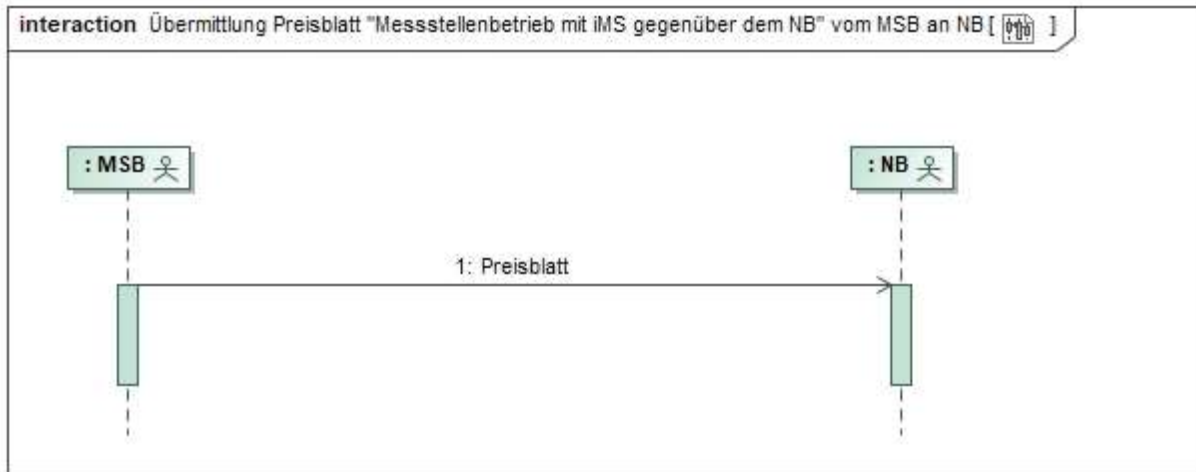 interaction Übermittlung Preisblatt "Messstellenbetrieb mit iMS gegenüber dem NB" vom MSB an NB [ ]
: MSB
: NB
1: Preisblatt